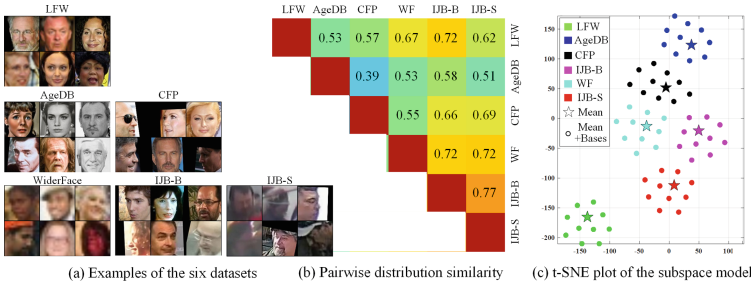 LFW
AgeDB CFP
WiderFace IJB-B IJB-S
(a) Examples of the six datasets
LFW AgeDB CFP WF IJB-B IJB-S
0.53 0.57 0.67 0.72 0.62 LFW
0.39 0.53 0.58 0.51 AgeDB
0.55 0.66 0.69 CFP
0.72 0.72 WF
0.77 IJB-B
IJB-S
(b) Pairwise distribution similarity
LFW
AgeDB
CFP
IJB-B
WF
IJB-S
Mean
Mean
+Bases
150
100
50
0
-50
-100
-150
-200
-150 -100 -50 0 50 100
(c) t-SNE plot of the subspace model